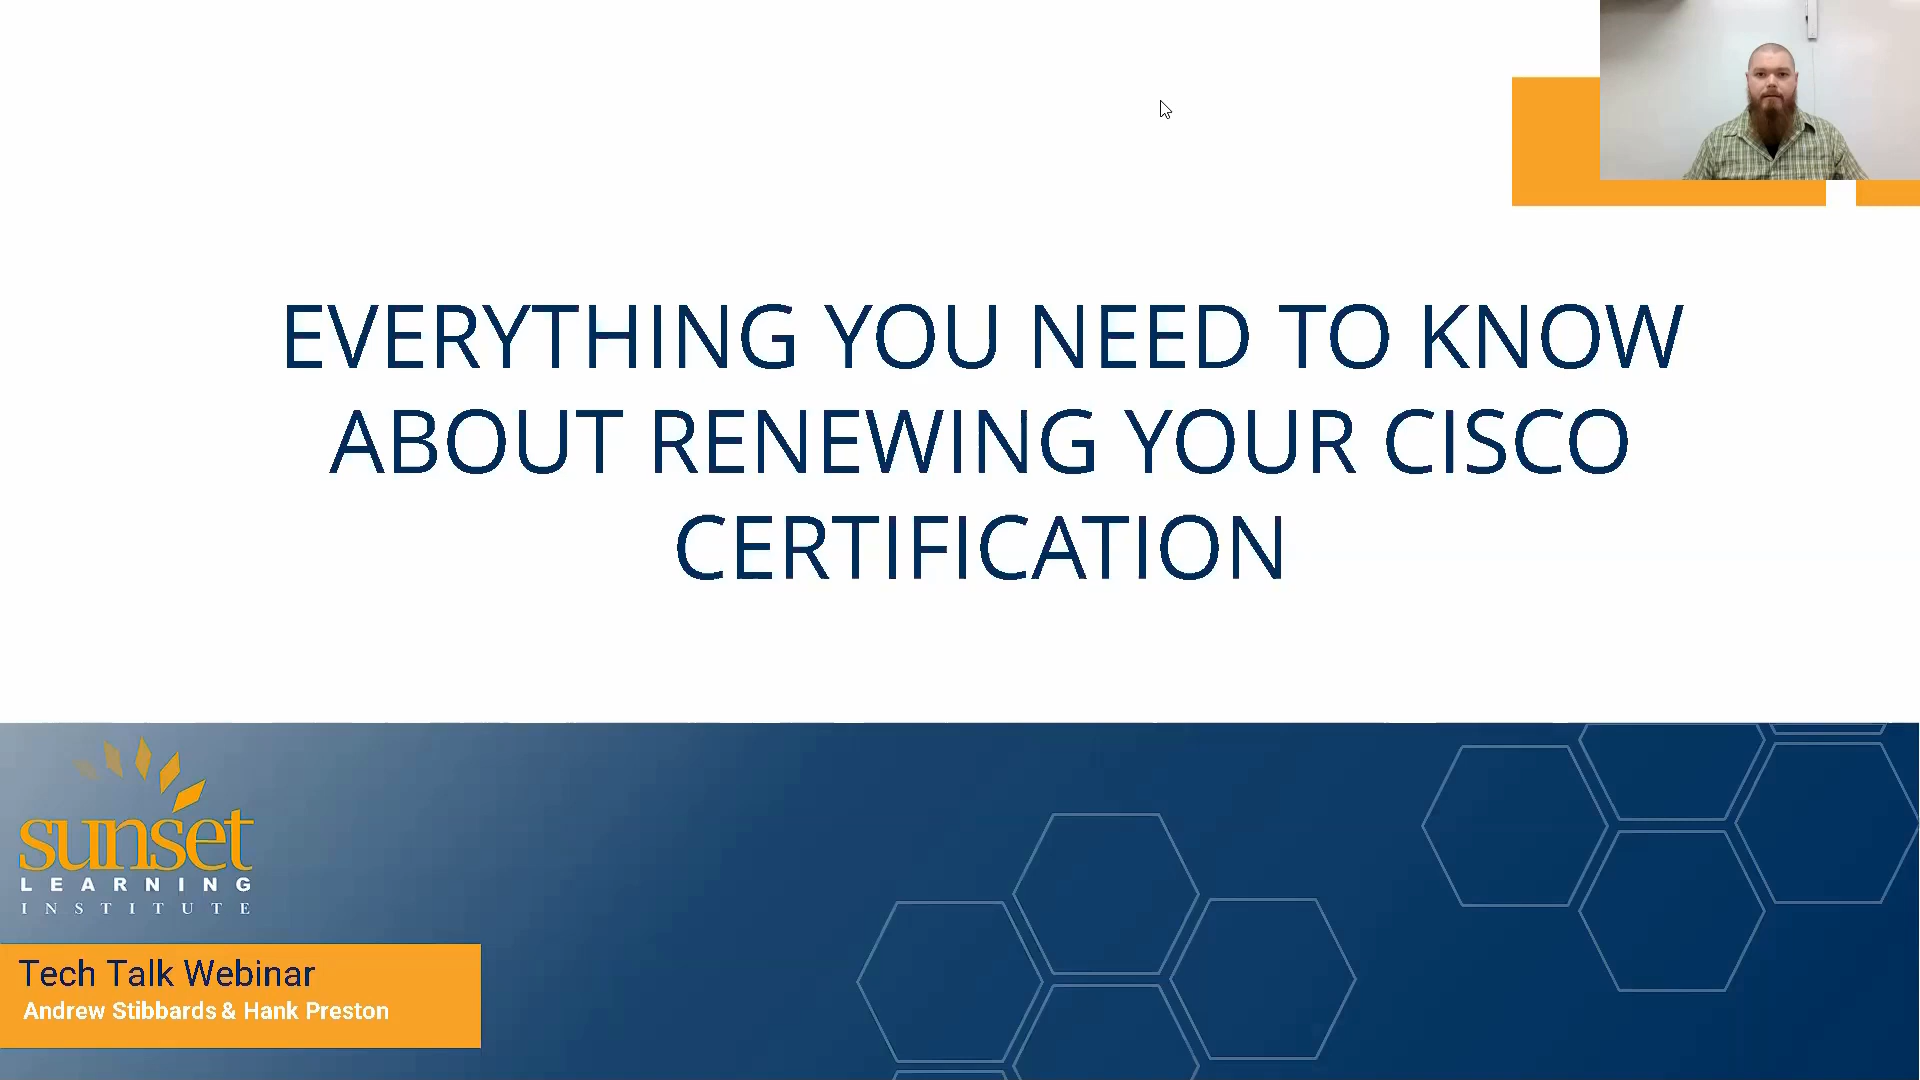 EVERYTHING YOU NEED TO KNOW
ABOUT RENEWING YOUR CISCO
CERTIFICATION
sunset
LEARNING
INSTITUTE
Tech Talk Webinar
Andrew Stibbards & Hank Preston